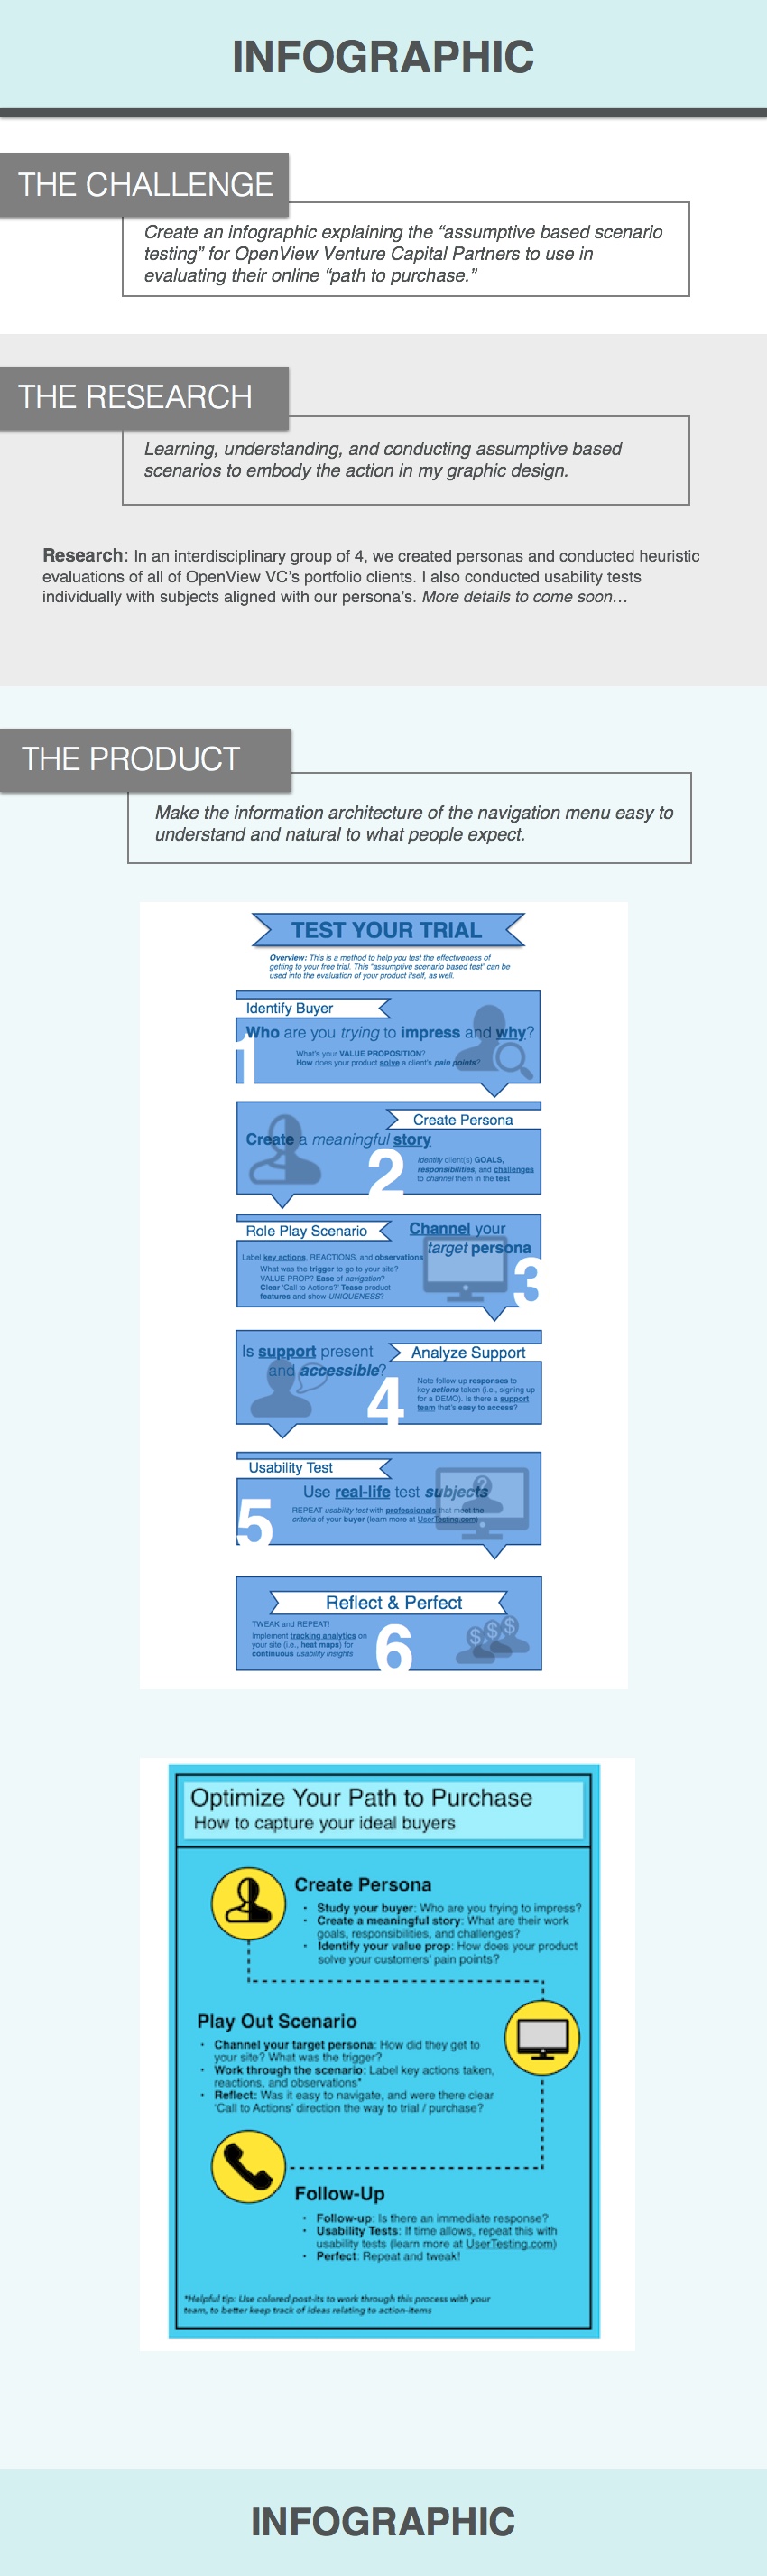 INFOGRAPHIC
THE CHALLENGE
Create an infographic explaining the “assumptive based scenario
testing” for OpenView Venture Capital Partners to use in
evaluating their online “path to purchase.”
THE RESEARCH
Learning, understanding, and conducting assumptive based
scenarios to embody the action in my graphic design.
Research: In an interdisciplinary group of 4, we created personas and conducted heuristic
evaluations of all of OpenView VC’s portfolio clients. I also conducted usability tests
individually with subjects aligned with our persona’s. More details to come soon…
THE PRODUCT
Make the information architecture of the navigation menu easy to
understand and natural to what people expect.
TEST YOUR TRIAL
Overview: This is a method to help you test the effectiveness of
getting to your free trial. This “assumptive scenario based test” can be
used into the evaluation of your product itself, as well.
Identify Buyer
Who are you trying to impress and why?
1
What's your VALUE PROPOSITION?
How does your product solve a client's pain points?
Create Persona
Create a meaningful story
2
Identify client(s) GOALS,
responsibilities, and challenges
to channel them in the test
Role Play Scenario
Channel your
target persona
Label key actions, REACTIONS, and observations
What was the trigger to go to your site?
VALUE PROP? Ease of navigation?
Clear 'Call to Actions?' Tease product
features and show UNIQUENESS?
3
Is support present
and accessible?
Analyze Support
4
Note follow-up responses to
key actions taken (i.e., signing up
for a DEMO). Is there a support
team that's easy to access?
Usability Test
Use real-life test subjects
5
REPEAT usability test with professionals that meet the
criteria of your buyer (learn more at UserTesting.com)
Reflect & Perfect
TWEAK and REPEAT!
Implement tracking analytics on
your site (i.e., heat maps) for
continuous usability insights
6
$ $ $
Optimize Your Path to Purchase
How to capture your ideal buyers
Create Persona
• Study your buyer: Who are you trying to impress?
• Create a meaningful story: What are their work
goals, responsibilities, and challenges?
• Identify your value prop: How does your product
solve your customers' pain points?
Play Out Scenario
• Channel your target persona: How did they get to
your site? What was the trigger?
• Work through the scenario: Label key actions taken,
reactions, and observations*
• Reflect: Was it easy to navigate, and were there clear
'Call to Actions' direction the way to trial / purchase?
Follow-Up
• Follow-up: Is there an immediate response?
• Usability Tests: If time allows, repeat this with
usability tests (learn more at UserTesting.com)
• Perfect: Repeat and tweak!
*Helpful tip: Use colored post-its to work through this process with your
team, to better keep track of ideas relating to action-items
INFOGRAPHIC